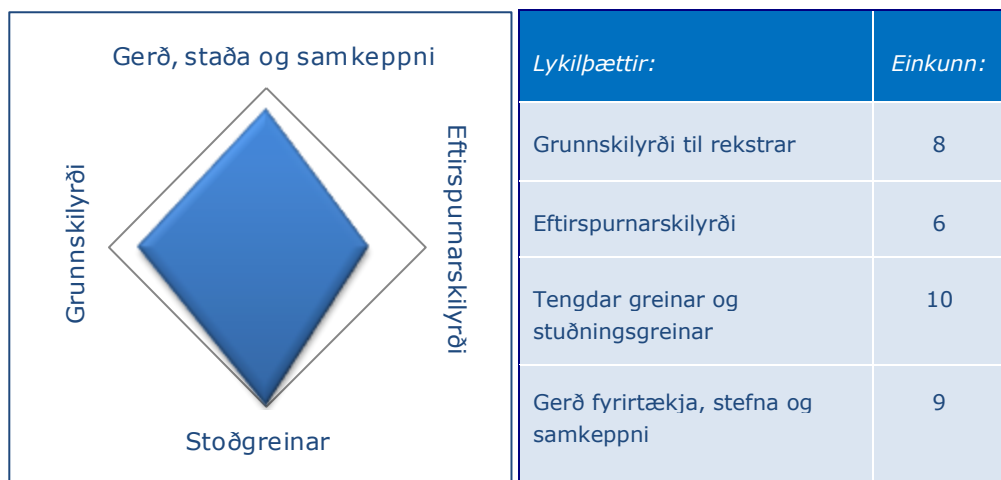 Gerð, staða og samkeppni
Grunnskilyrði
Eftirspurnarskilyrði
Stoðgreinar
Lykilþættir: Einkunn:
Grunnskilyrði til rekstrar 8
Eftirspurnarskilyrði 6
Tengdar greinar og
stuðningsgreinar 10
Gerð fyrirtækja, stefna og
samkeppni 9